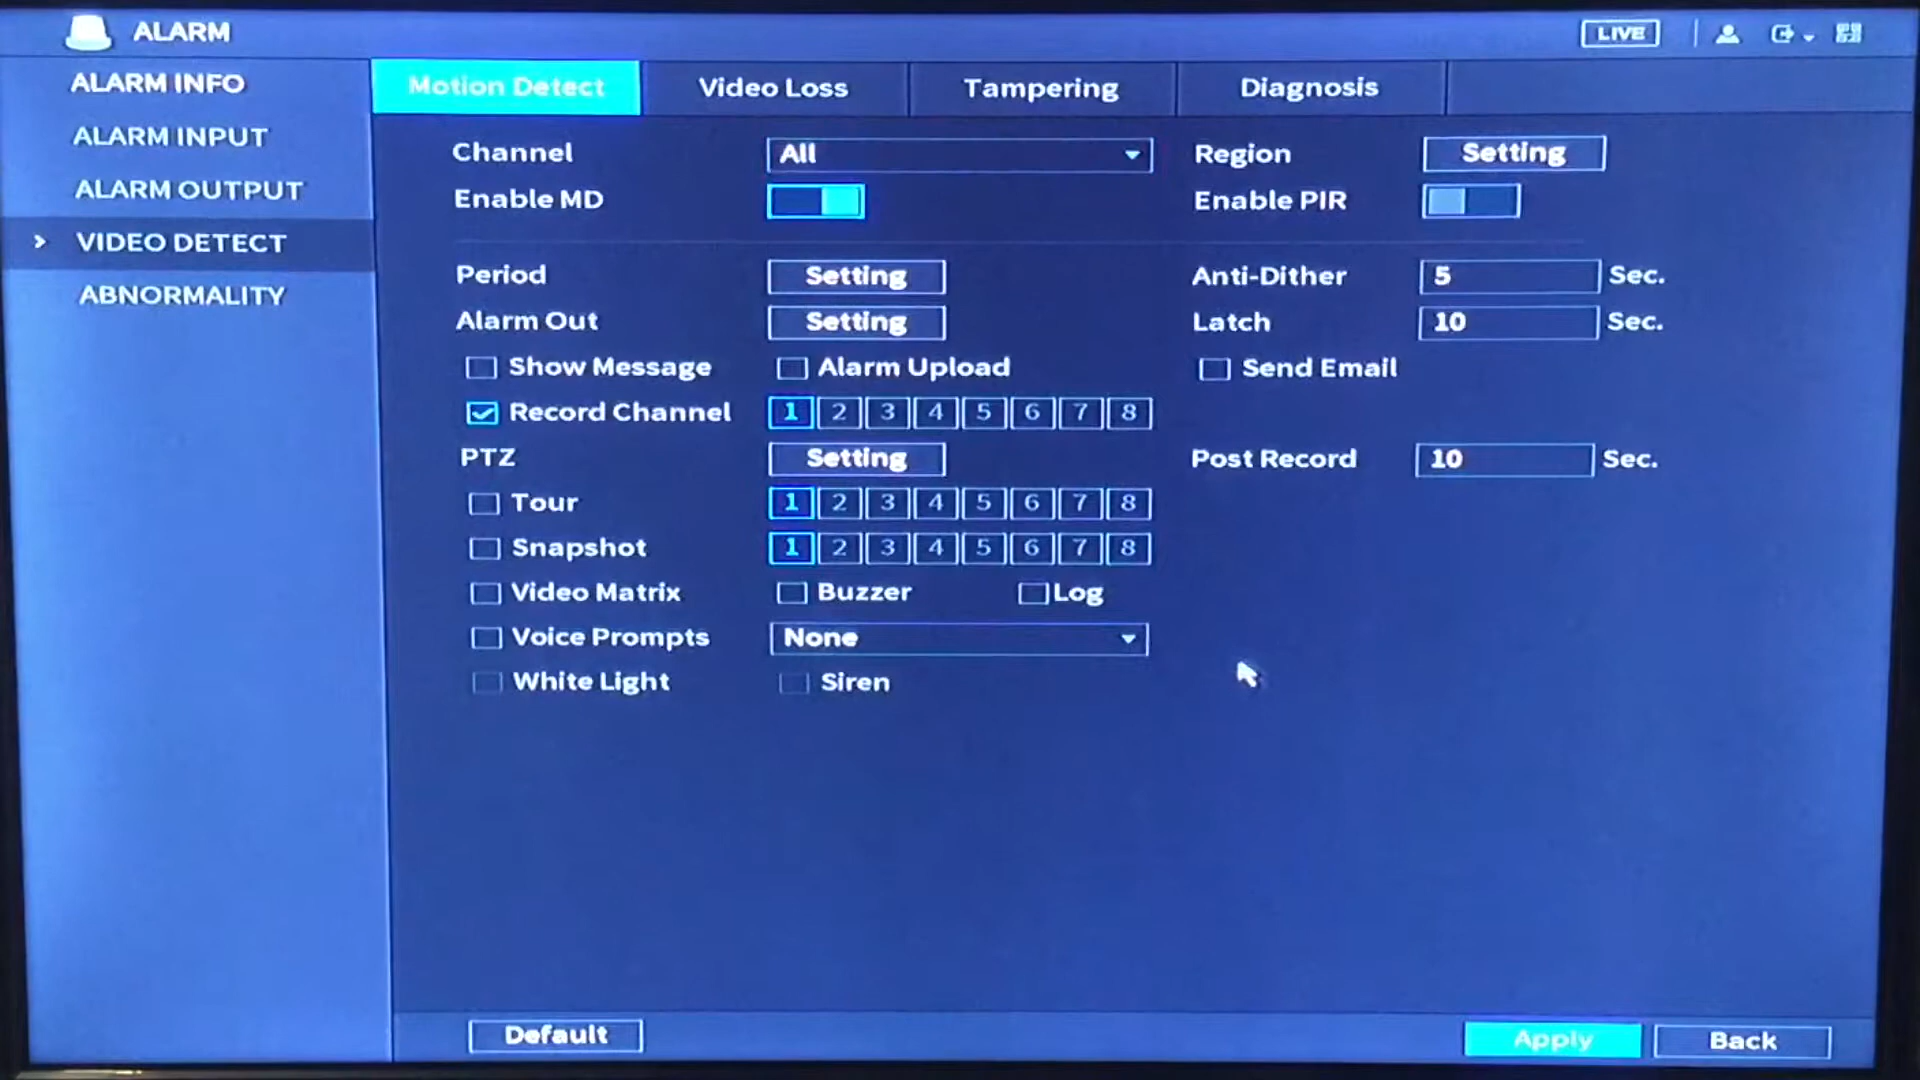 ALARM LIVE
ALARM INFO
ALARM INPUT
ALARM OUTPUT
> VIDEO DETECT
ABNORMALITY
Motion Detect Video Loss Tampering Diagnosis
Channel All Region Setting
Enable MD Enable PIR
Period Setting Anti-Dither 5 Sec.
Alarm Out Setting Latch 10 Sec.
Show Message Alarm Upload Send Email
Record Channel 1 2 3 4 5 6 7 8
PTZ Setting Post Record 10 Sec.
Tour 1 2 3 4 5 6 7 8
Snapshot 1 2 3 4 5 6 7 8
Video Matrix Buzzer Log
Voice Prompts None
White Light Siren
Default Apply Back